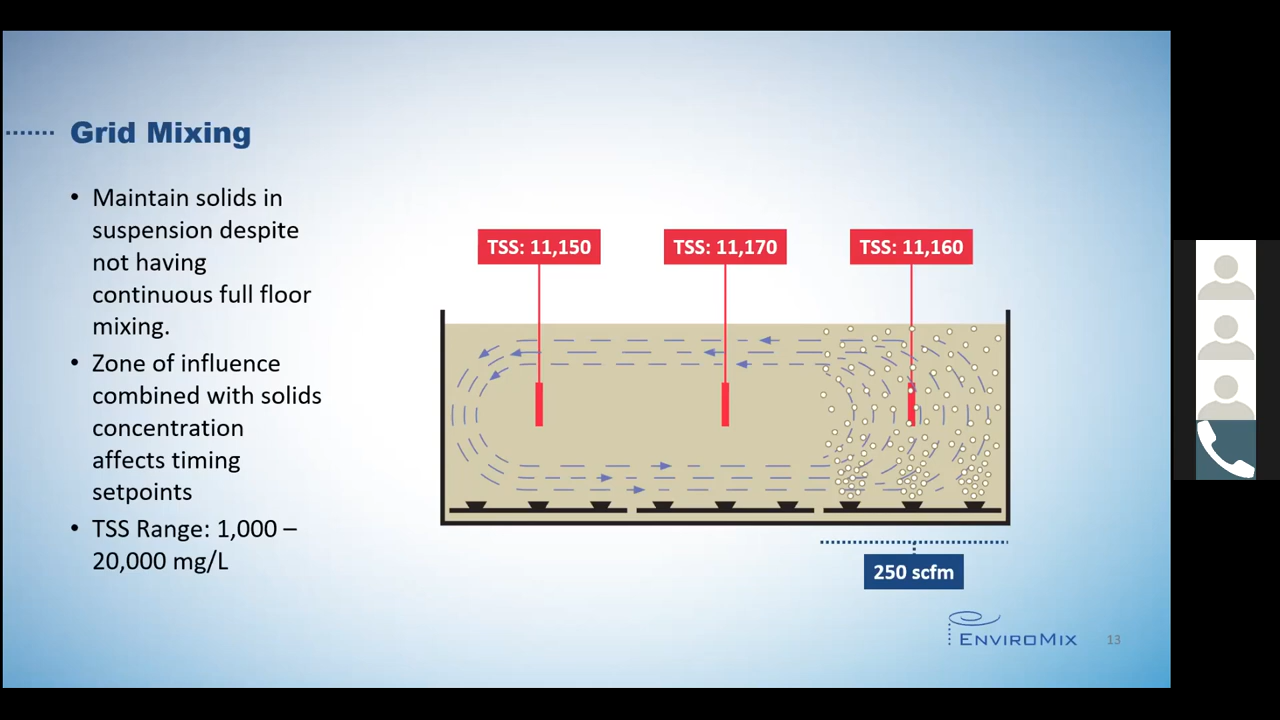 Grid Mixing
• Maintain solids in
suspension despite
not having
continuous full floor
mixing.
• Zone of influence
combined with solids
concentration
affects timing
setpoints
• TSS Range: 1,000 –
20,000 mg/L
TSS: 11,150
TSS: 11,170
TSS: 11,160
250 scfm
ENVIROMIX
13